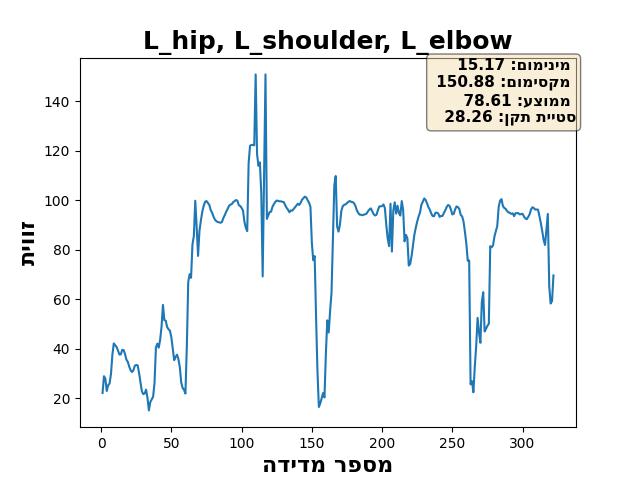 L_hip, L_shoulder, L_elbow
מינימום: 15.17
מקסימום: 150.88
ממוצע: 78.61
סטיית תקן: 28.26
זווית
140
120
100
80
60
40
20
0 50 100 150 200 250 300
מספר מדידה